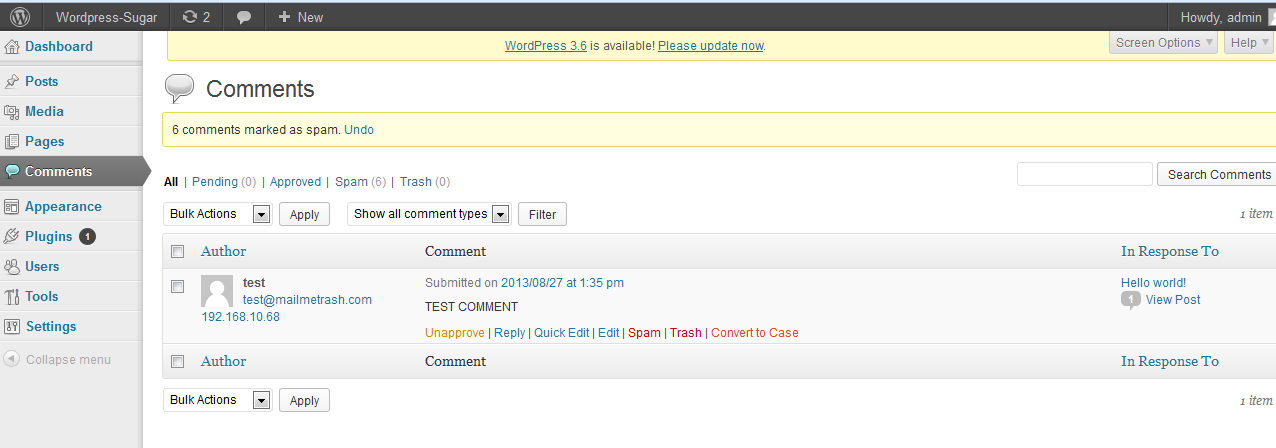 Wordpress-Sugar 2 + New Howdy, admin
WordPress 3.6 is available! Please update now.
Screen Options Help
Dashboard
Posts
Media
Pages
Comments
Appearance
Plugins 1
Users
Tools
Settings
Collapse menu
Comments
6 comments marked as spam. Undo
All | Pending (0) | Approved | Spam (6) | Trash (0)
Search Comments
Bulk Actions Apply Show all comment types Filter 1 item
Author Comment In Response To
test Submitted on 2013/08/27 at 1:35 pm Hello world!
test@mailmetrash.com TEST COMMENT 1 View Post
192.168.10.68
Unapprove | Reply | Quick Edit | Edit | Spam | Trash | Convert to Case
Author Comment In Response To
Bulk Actions Apply 1 item